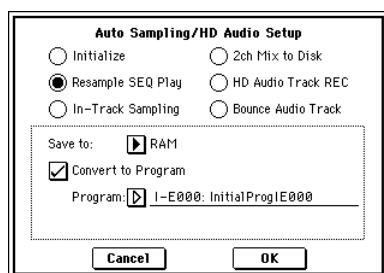 Auto Sampling/HD Audio Setup
Initialize
2ch Mix to Disk
Resample SEQ Play
HD Audio Track REC
In-Track Sampling
Bounce Audio Track
Save to: RAM
Convert to Program
Program: I-E000: InitialProgIE000
Cancel OK